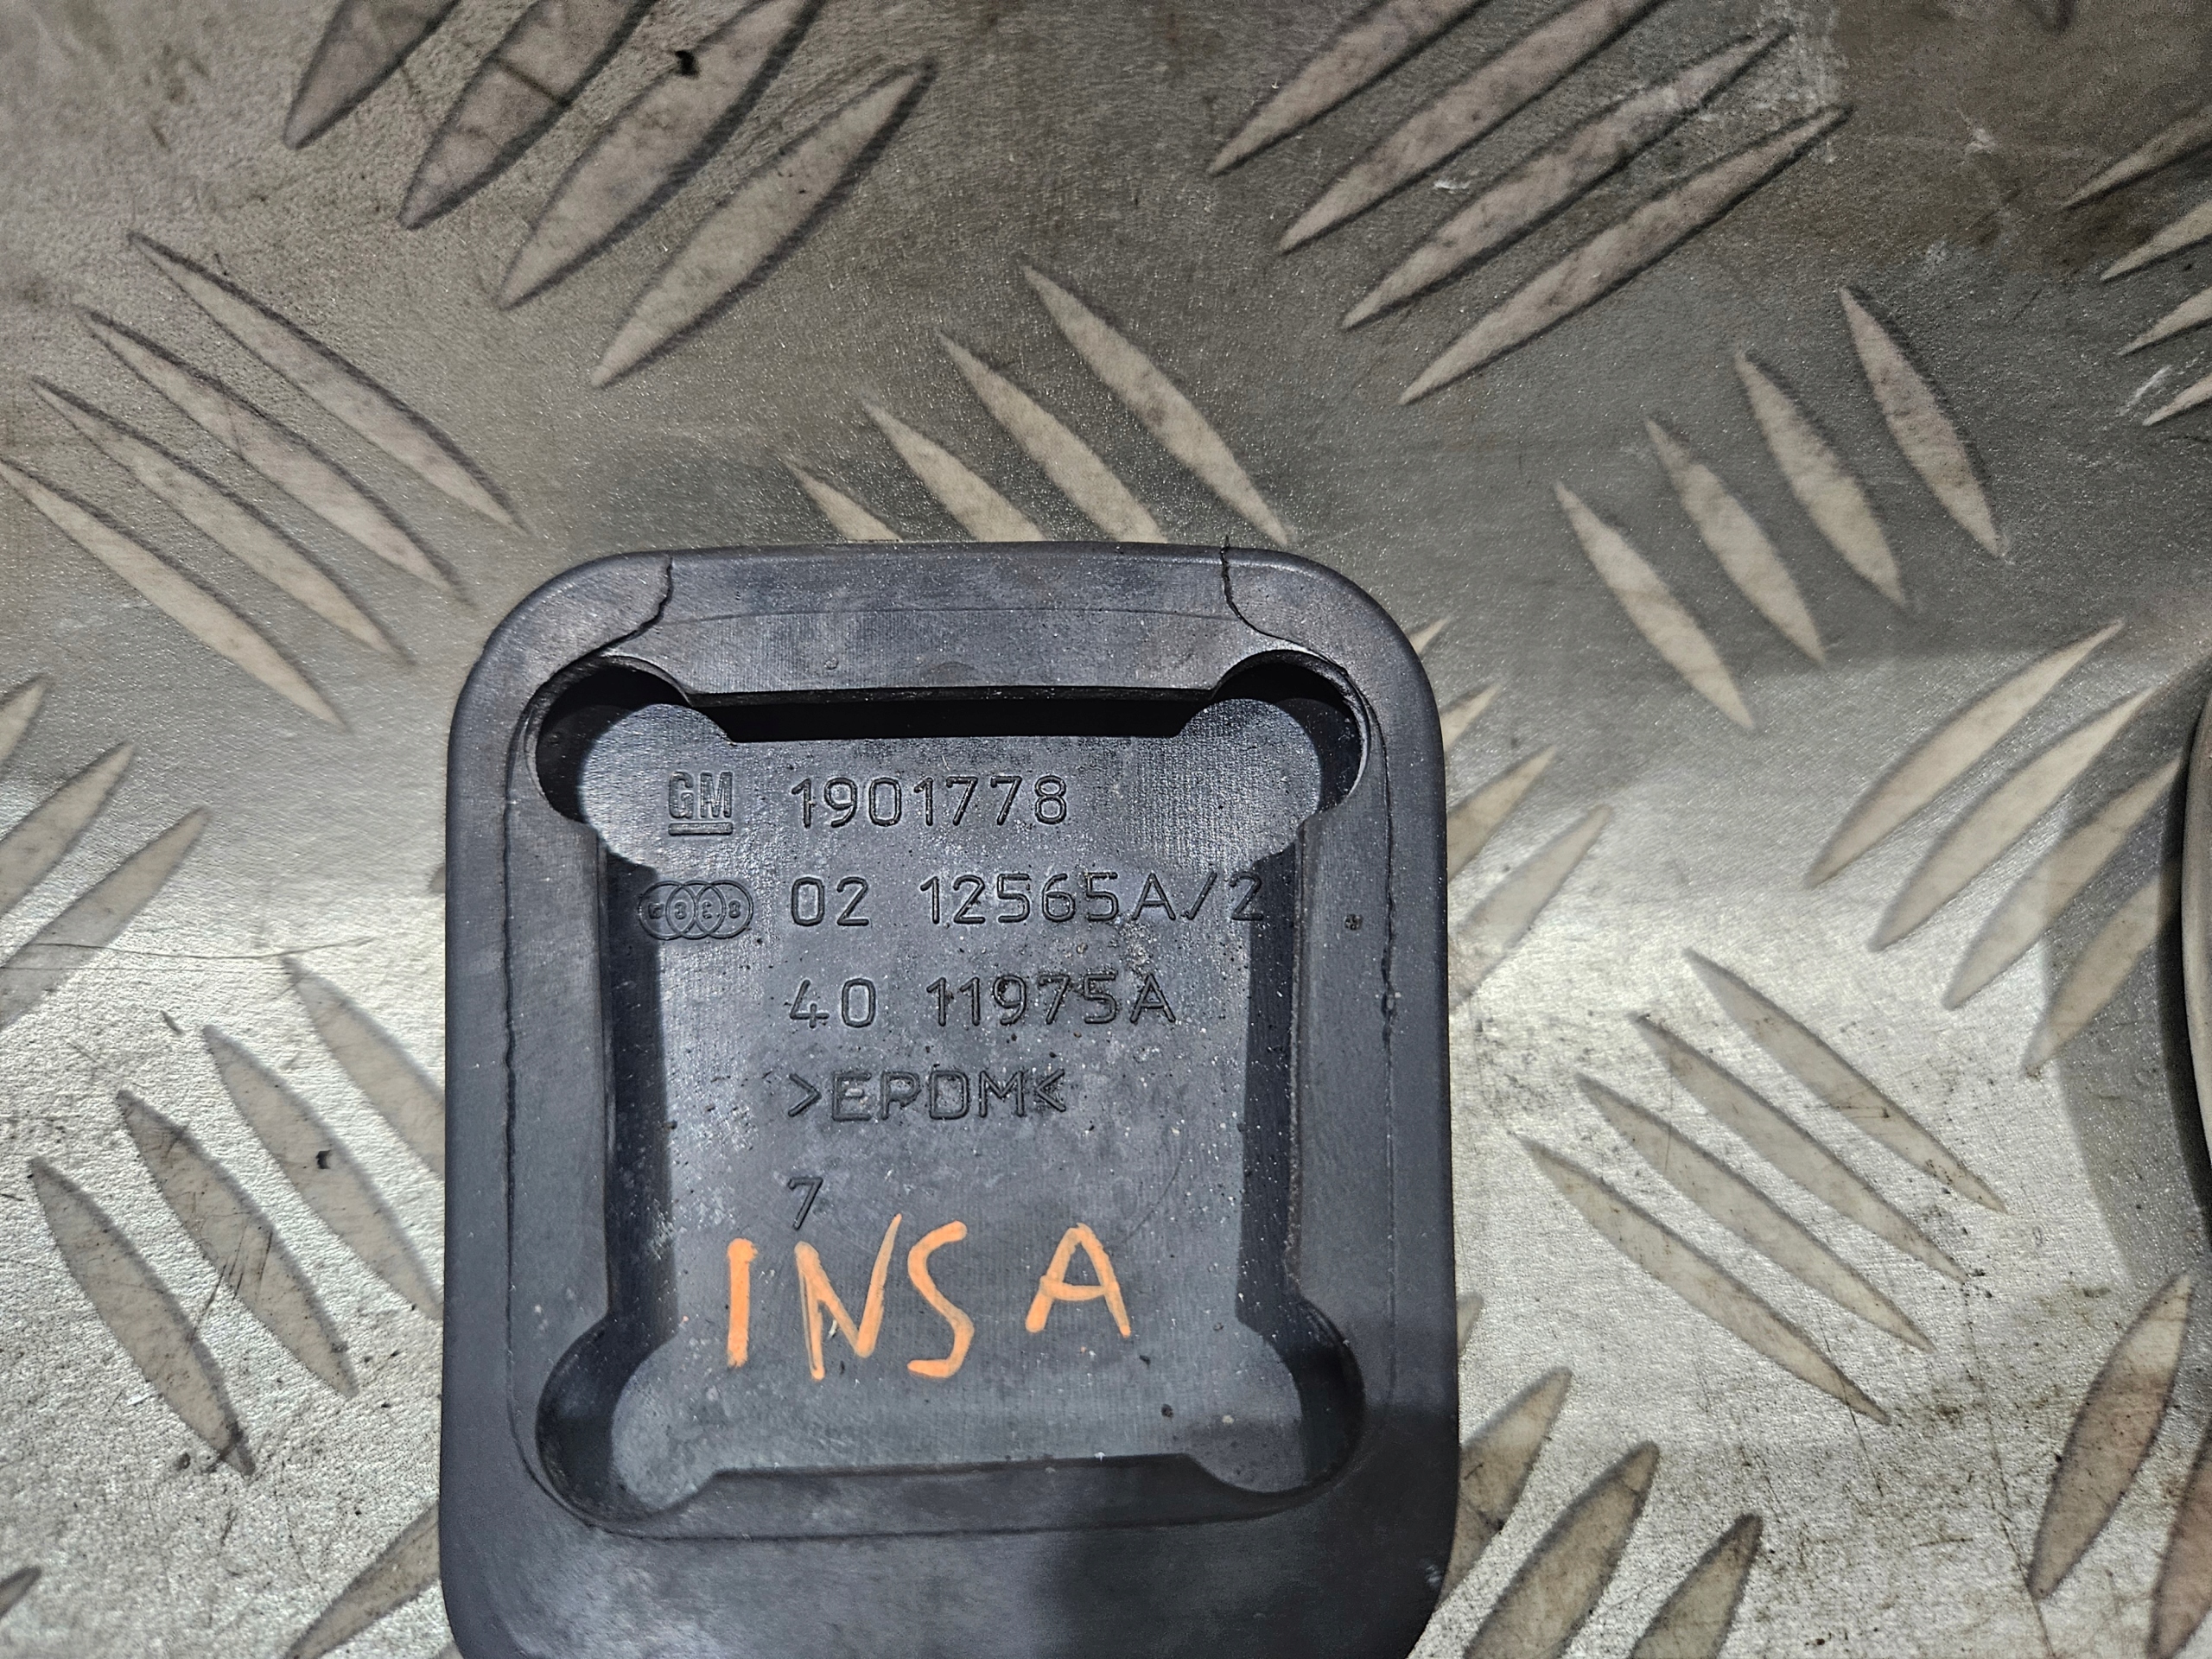 GM 1901778
02 12565A/2
40 11975A
>EPDM<
7
INSA